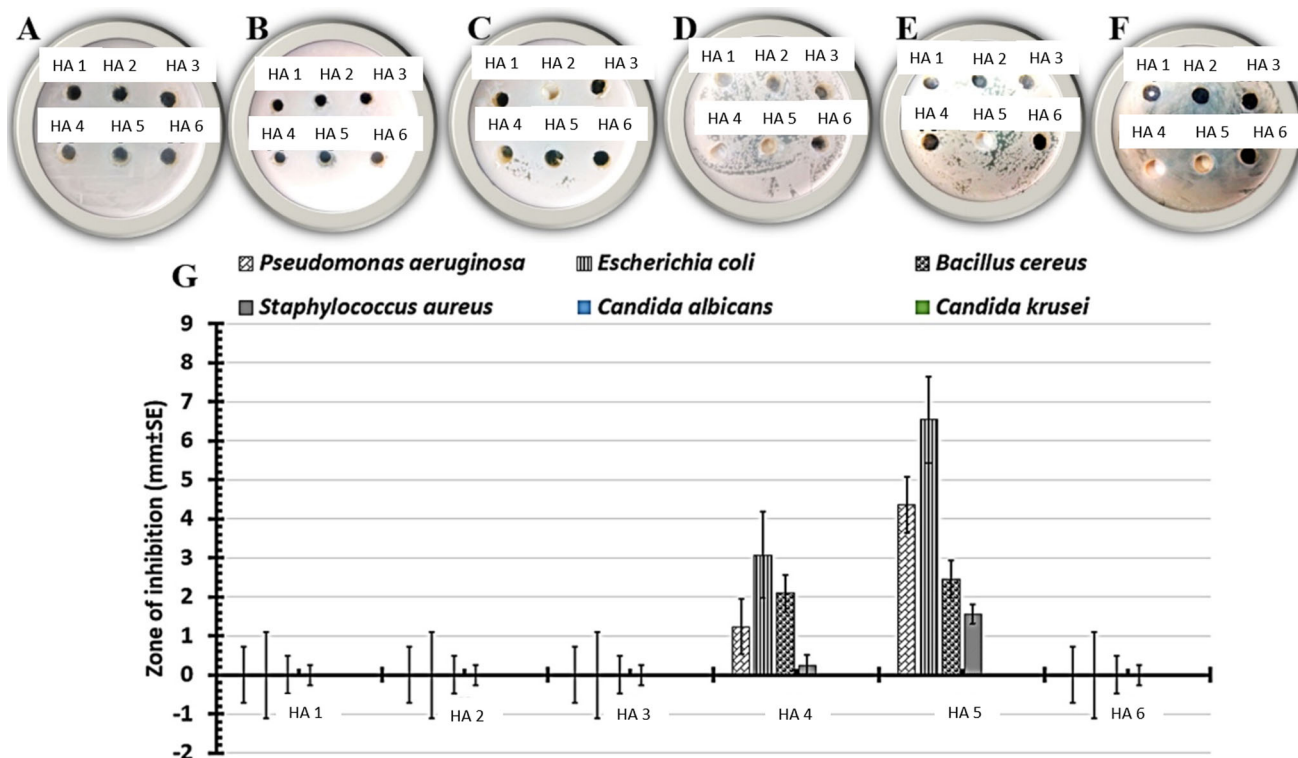 A B C D E F
HA 1 HA 2 HA 3 HA 1 HA 2 HA 3 HA 1 HA 2 HA 3 HA 1 HA 2 HA 3 HA 1 HA 2 HA 3 HA 1 HA 2 HA 3
HA 4 HA 5 HA 6 HA 4 HA 5 HA 6 HA 4 HA 5 HA 6 HA 4 HA 5 HA 6 HA 4 HA 5 HA 6 HA 4 HA 5 HA 6
G
Pseudomonas aeruginosa Escherichia coli Bacillus cereus
Staphylococcus aureus Candida albicans Candida krusei
Zone of inhibition (mm±SE)
9
8
7
6
5
4
3
2
1
0
-1
-2
HA 1 HA 2 HA 3 HA 4 HA 5 HA 6